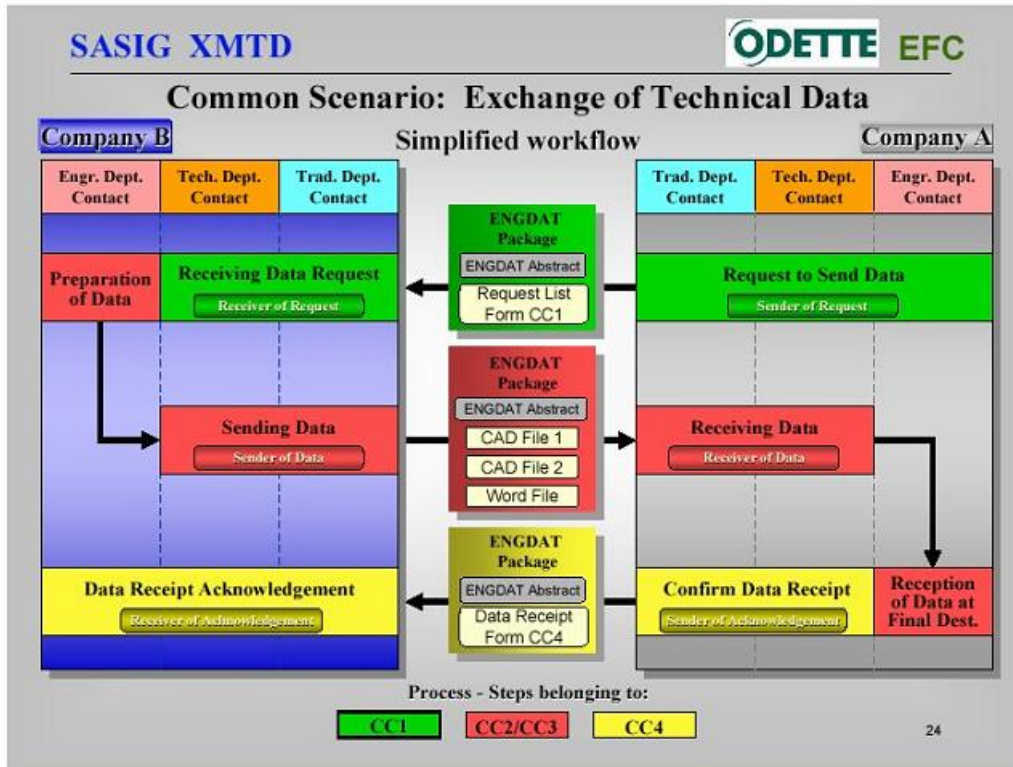 SASIG XMTD
ODETTE EFC
Common Scenario: Exchange of Technical Data
Simplified workflow
Company B
Company A
Engr. Dept.
Contact
Tech. Dept.
Contact
Trad. Dept.
Contact
Trad. Dept.
Contact
Tech. Dept.
Contact
Engr. Dept.
Contact
Preparation
of Data
Receiving Data Request
Receiver of Request
ENGDAT
Package
ENGDAT Abstract
Request List
Form CC1
Request to Send Data
Sender of Request
Sending Data
Sender of Data
ENGDAT
Package
ENGDAT Abstract
CAD File 1
CAD File 2
Word File
Receiving Data
Receiver of Data
Data Receipt Acknowledgement
Receiver of Acknowledgement
ENGDAT
Package
ENGDAT Abstract
Data Receipt
Form CC4
Confirm Data Receipt
Sender of Acknowledgement
Reception
of Data at
Final Dest.
Process - Steps belonging to:
CC1
CC2/CC3
CC4
24